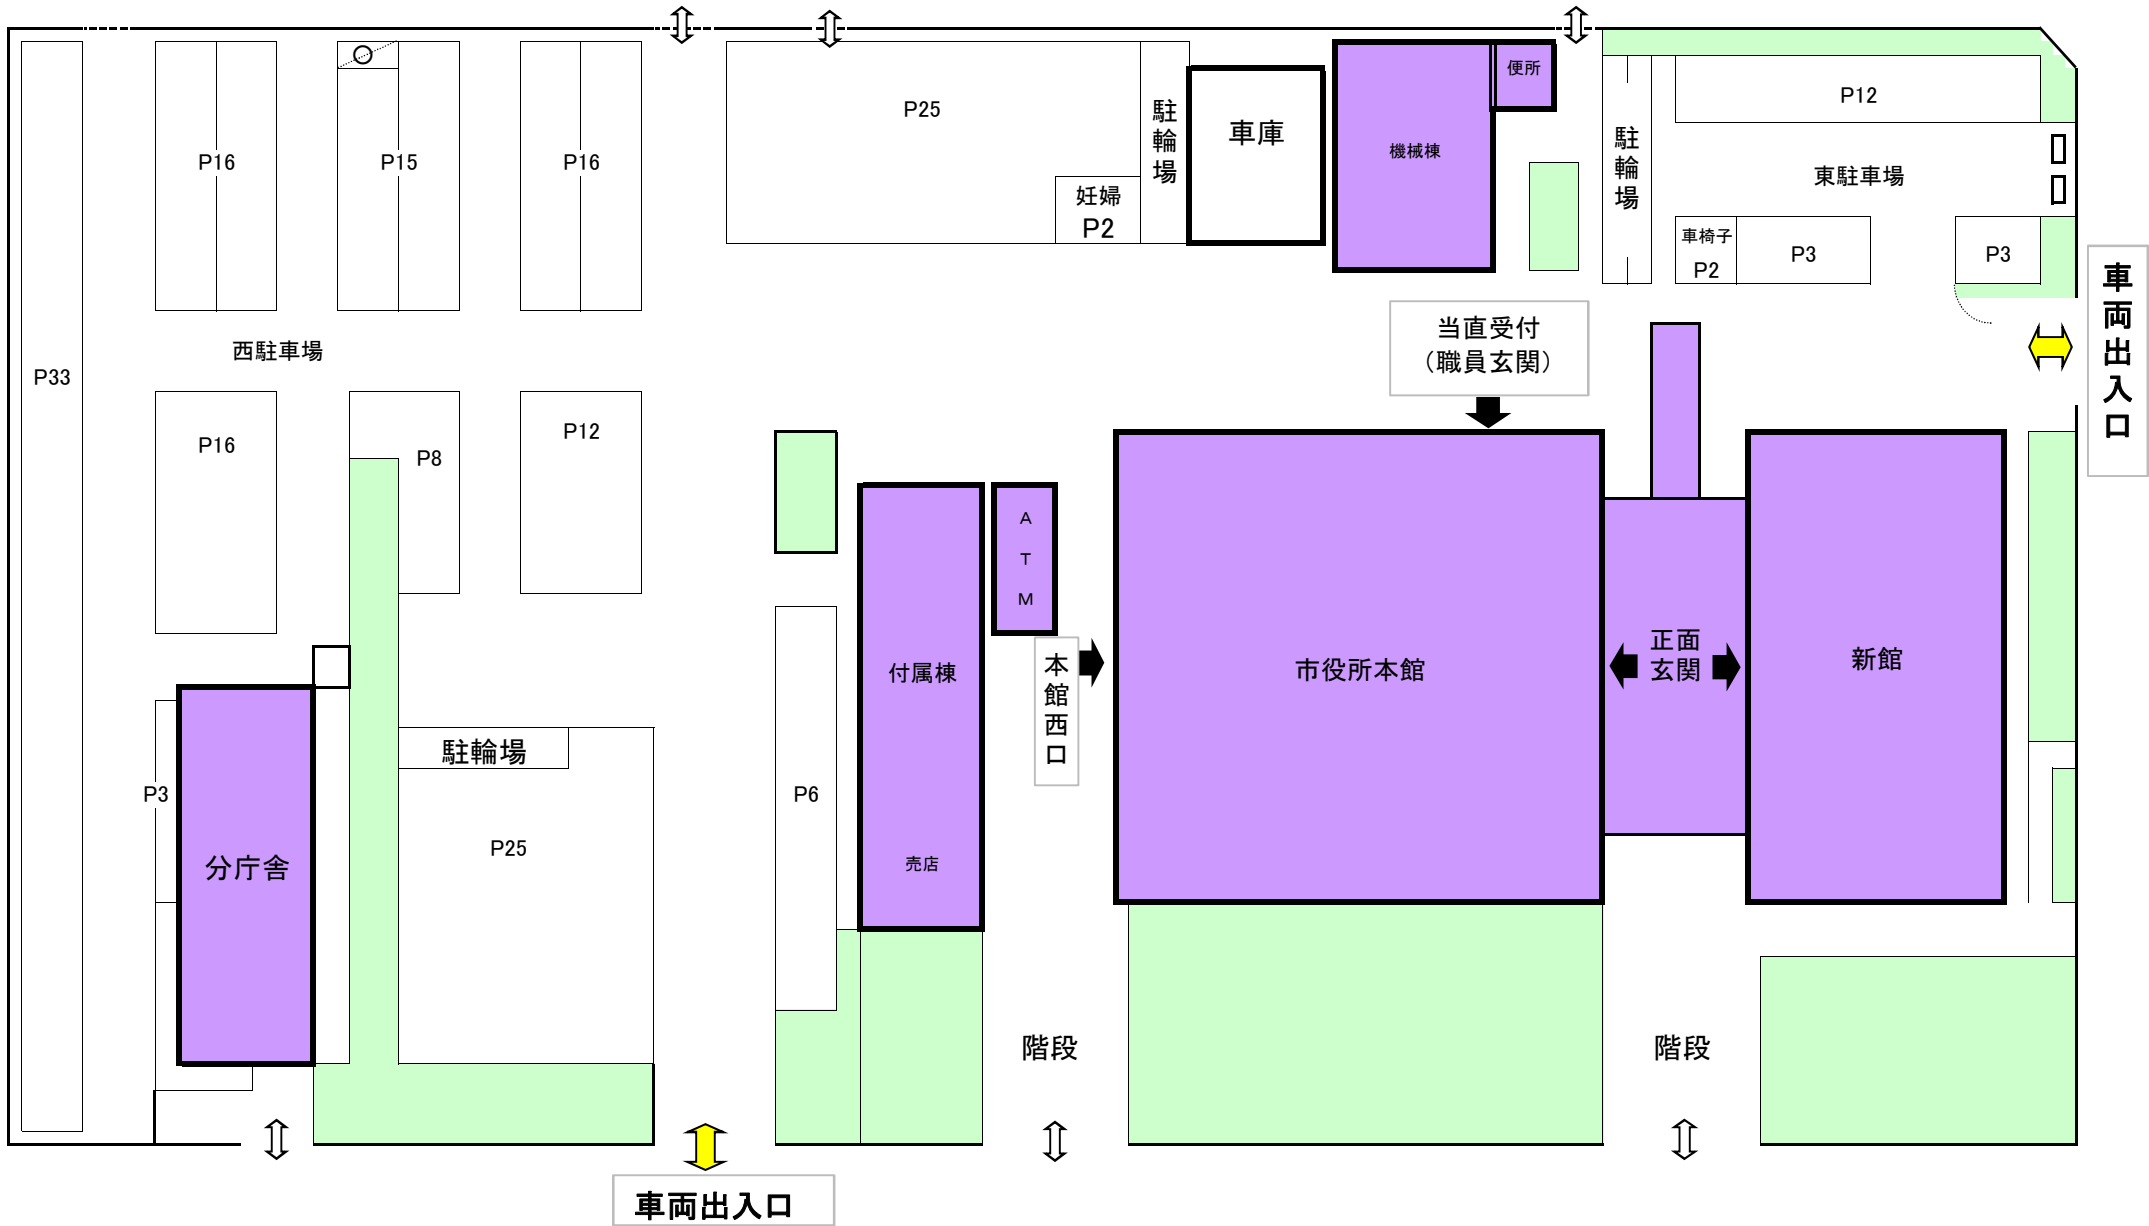 P16
P15
P16
P25
駐輪場
車庫
便所
機械棟
駐輪場
P12
東駐車場
妊婦
P2
車椅子
P2
P3
P3
車両出入口
当直受付
（職員玄関）
西駐車場
P33
P16
P8
P12
ATM
付属棟
売店
本館西口
市役所本館
正面
玄関
新館
駐輪場
P3
分庁舎
P25
P6
階段
階段
車両出入口